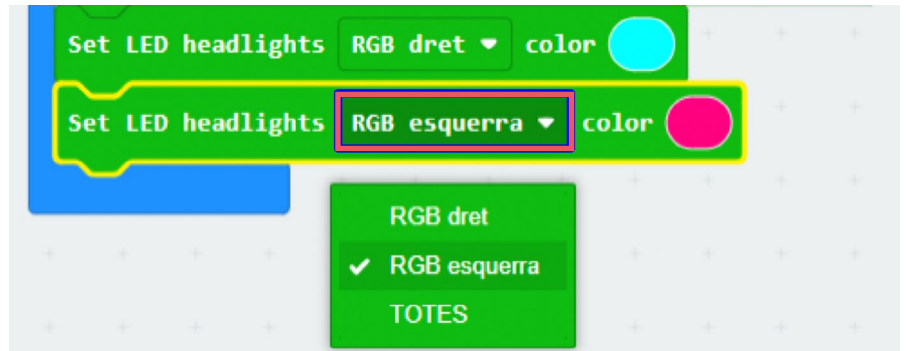 Set LED headlights RGB dret color
Set LED headlights RGB esquerra color
RGB dret
RGB esquerra
TOTES